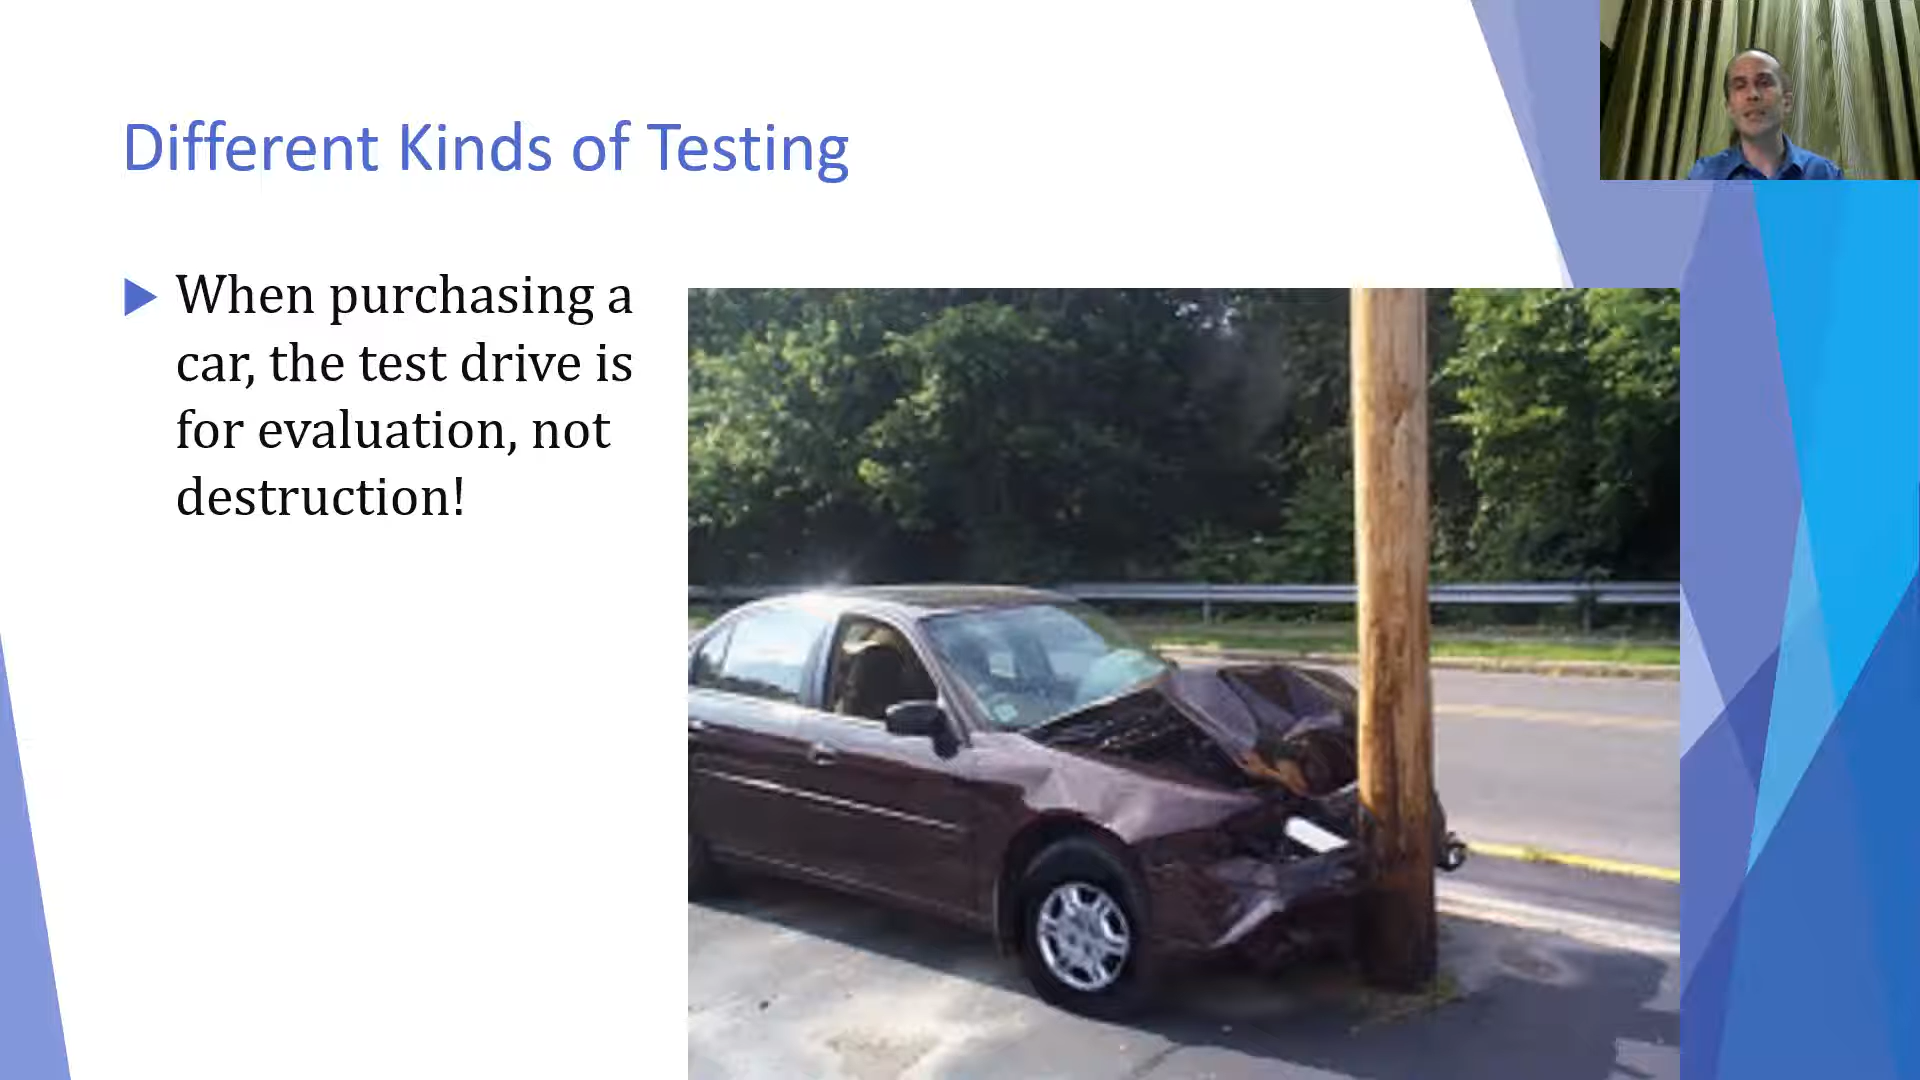 Different Kinds of Testing
When purchasing a
car, the test drive is
for evaluation, not
destruction!